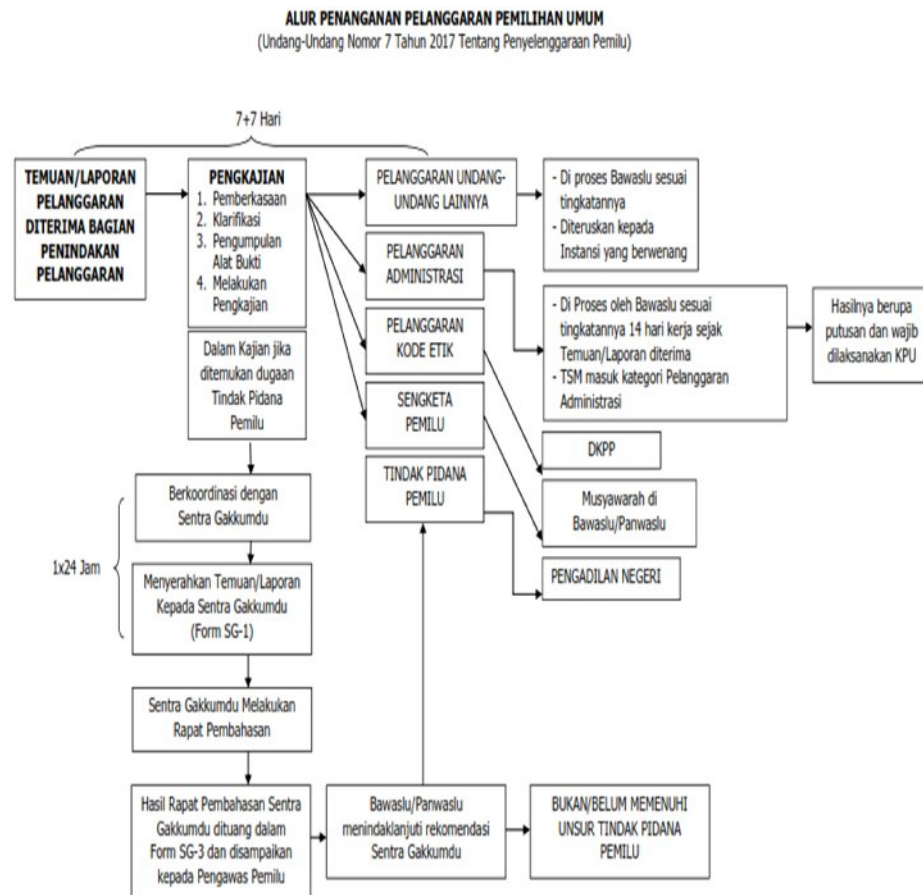 ALUR PENANGANAN PELANGGARAN PEMILIHAN UMUM
(Undang-Undang Nomor 7 Tahun 2017 Tentang Penyelenggaraan Pemilu)
7+7 Hari
TEMUAN/LAPORAN
PELANGGARAN
DITERIMA BAGIAN
PENINDAKAN
PELANGGARAN
PENGKAJIAN
1. Pemberkasaan
2. Klarifikasi
3. Pengumpulan
Alat Bukti
4. Melakukan
Pengkajian
PELANGGARAN UNDANG-
UNDANG LAINNYA
- Di proses Bawaslu sesuai
tingkatannya
- Diteruskan kepada
Instansi yang berwenang
PELANGGARAN
ADMINISTRASI
- Di Proses oleh Bawaslu sesuai
tingkatannya 14 hari kerja sejak
Temuan/Laporan diterima
- TSM masuk kategori Pelanggaran
Administrasi
Hasilnya berupa
putusan dan wajib
dilaksanakan KPU
PELANGGARAN
KODE ETIK
Dalam Kajian jika
ditemukan dugaan
Tindak Pidana
Pemilu
SENGKETA
PEMILU
DKPP
TINDAK PIDANA
PEMILU
Musyawarah di
Bawaslu/Panwaslu
PENGADILAN NEGERI
1x24 Jam
Berkoordinasi dengan
Sentra Gakkumdu
Menyerahkan Temuan/Laporan
Kepada Sentra Gakkumdu
(Form SG-1)
Sentra Gakkumdu Melakukan
Rapat Pembahasan
Hasil Rapat Pembahasan Sentra
Gakkumdu dituang dalam
Form SG-3 dan disampaikan
kepada Pengawas Pemilu
Bawaslu/Panwaslu
menindaklanjuti rekomendasi
Sentra Gakkumdu
BUKAN/BELUM MEMENUHI
UNSUR TINDAK PIDANA
PEMILU